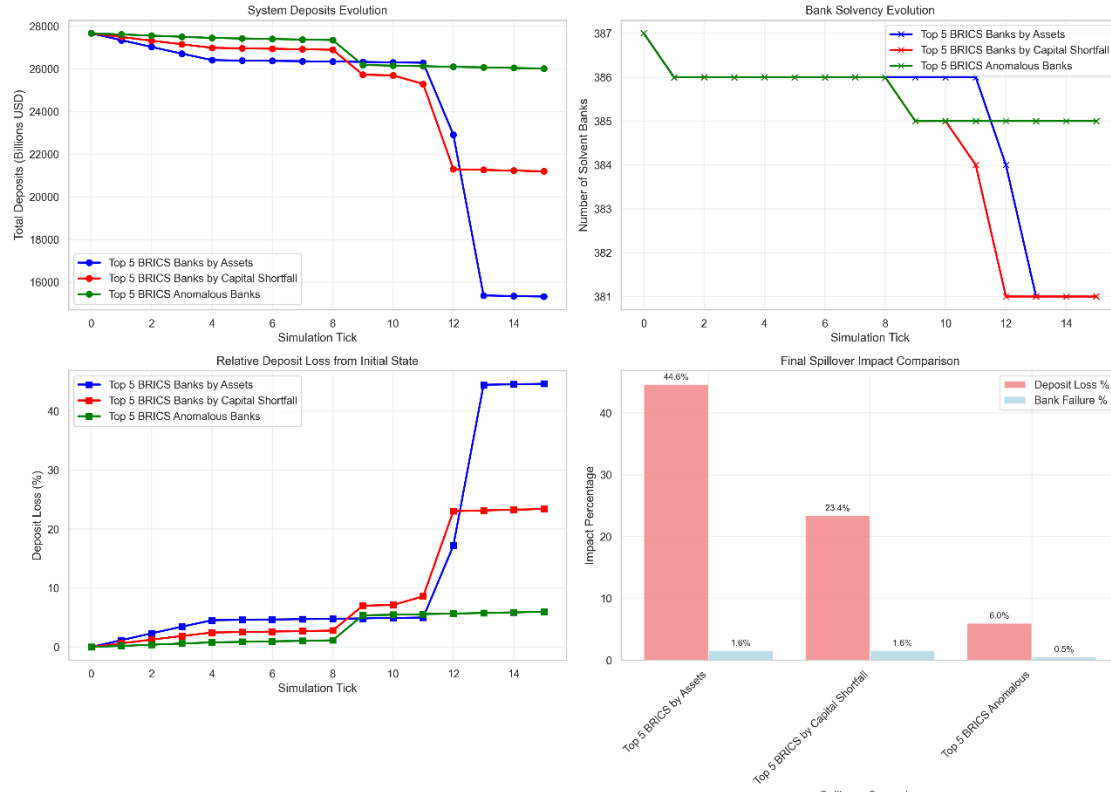 System Deposits Evolution
28000
26000
24000
22000
20000
18000
16000
Total Deposits (Billions USD)
Top 5 BRICS Banks by Assets
Top 5 BRICS Banks by Capital Shortfall
Top 5 BRICS Anomalous Banks
0 2 4 6 8 10 12 14
Simulation Tick
Bank Solvency Evolution
387
386
385
384
383
382
381
Number of Solvent Banks
Top 5 BRICS Banks by Assets
Top 5 BRICS Banks by Capital Shortfall
Top 5 BRICS Anomalous Banks
0 2 4 6 8 10 12 14
Simulation Tick
Relative Deposit Loss from Initial State
Top 5 BRICS Banks by Assets
Top 5 BRICS Banks by Capital Shortfall
Top 5 BRICS Anomalous Banks
40
30
20
10
0
Deposit Loss (%)
0 2 4 6 8 10 12 14
Simulation Tick
Final Spillover Impact Comparison
Deposit Loss %
Bank Failure %
40
30
20
10
0
Impact Percentage
44.6%
1.6%
23.4%
1.6%
6.0%
0.5%
Top 5 BRICS by Assets
Top 5 BRICS by Capital Shortfall
Top 5 BRICS Anomalous